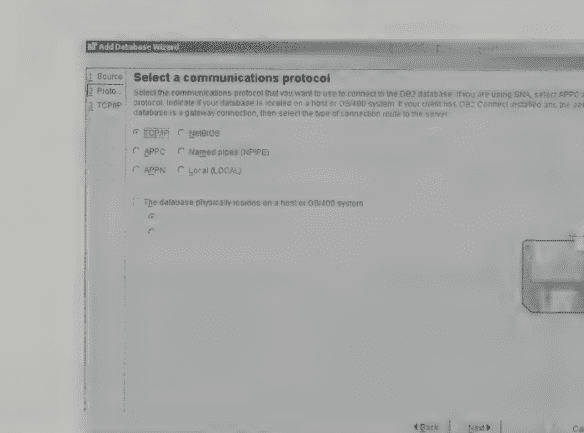 Add Database Wizard
1 Source
2 Proto...
3 TCP/IP
Select a communications protocol
Select the communications protocol that you want to use to connect to the DB2 database. If you are using SNA, select APPC
protocol. Indicate if your database is located on a host or OS/400 system. If your client has DB2 Connect installed and the
database is a gateway connection, then select the type of connection route to the server.
TCP/IP NetBIOS
APPC Named pipes (NPIPE)
APPN Local (LOCAL)
The database physically resides on a host or OS/400 system
Back Next Ca